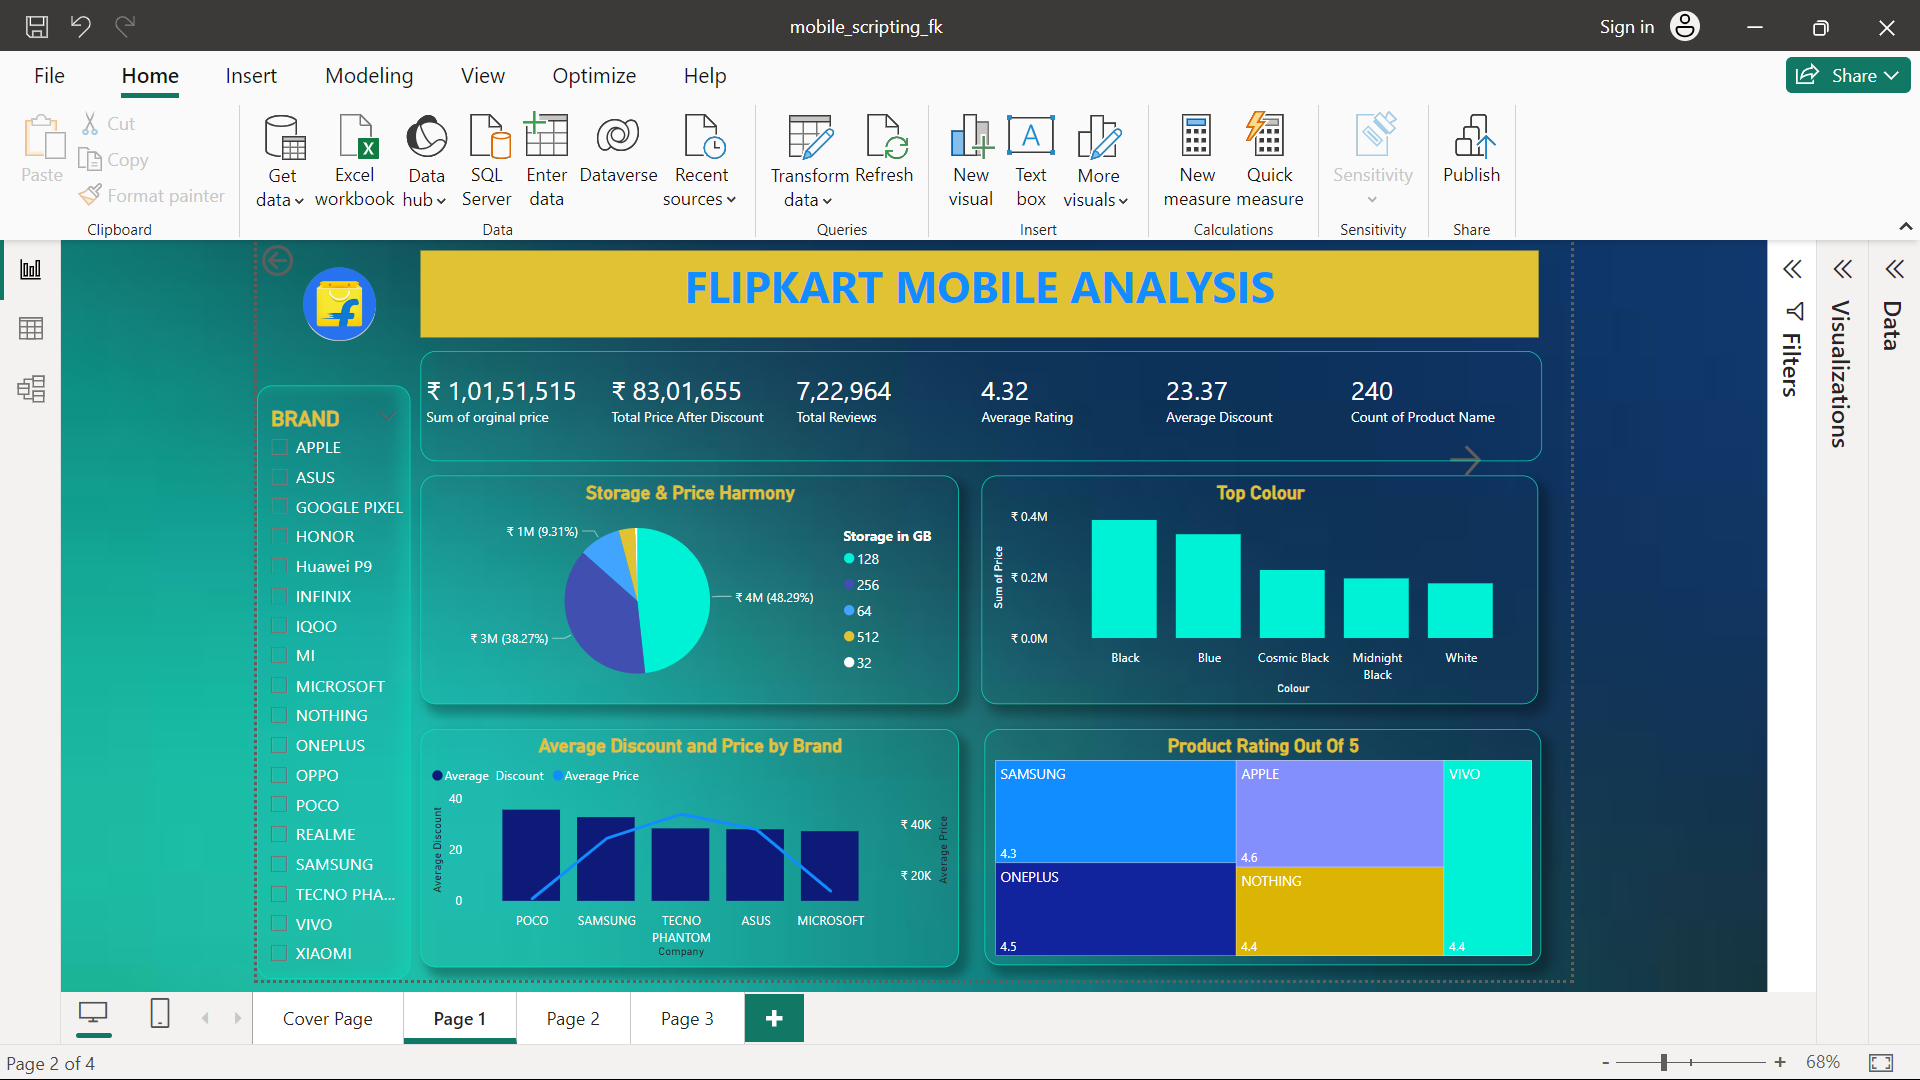 mobile_scripting_fk
Sign in
File
Home
Insert
Modeling
View
Optimize
Help
Share
Paste
Cut
Copy
Format painter
Clipboard
Get
data
Excel
workbook
Data
hub
SQL
Server
Enter
data
Dataverse
Recent
sources
Data
Transform
data
Refresh
Queries
New
visual
Text
box
More
visuals
Insert
New
measure
Quick
measure
Calculations
Sensitivity
Sensitivity
Publish
Share
FLIPKART MOBILE ANALYSIS
₹ 1,01,51,515
Sum of orginal price
₹ 83,01,655
Total Price After Discount
7,22,964
Total Reviews
4.32
Average Rating
23.37
Average Discount
240
Count of Product Name
BRAND
APPLE
ASUS
GOOGLE PIXEL
HONOR
Huawei P9
INFINIX
IQOO
MI
MICROSOFT
NOTHING
ONEPLUS
OPPO
POCO
REALME
SAMSUNG
TECNO PHA...
VIVO
XIAOMI
Storage & Price Harmony
₹ 1M (9.31%)
₹ 4M (48.29%)
₹ 3M (38.27%)
Storage in GB
128
256
64
512
32
Top Colour
₹ 0.4M
₹ 0.2M
₹ 0.0M
Sum of Price
Black
Blue
Cosmic Black
Midnight
Black
White
Colour
Average Discount and Price by Brand
Average Discount
Average Price
40
20
0
Average Discount
₹ 40K
₹ 20K
Average Price
POCO
SAMSUNG
TECNO
PHANTOM
ASUS
MICROSOFT
Company
Product Rating Out Of 5
SAMSUNG
4.3
ONEPLUS
4.5
APPLE
4.6
NOTHING
4.4
VIVO
4.4
Filters
Visualizations
Data
Cover Page
Page 1
Page 2
Page 3
Page 2 of 4
68%